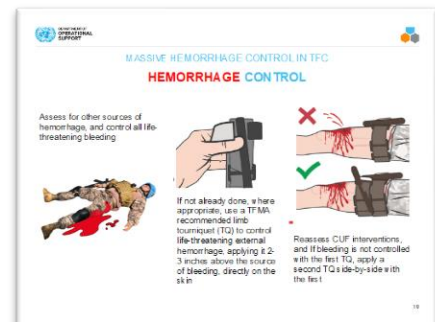 DEPARTMENT OF
OPERATIONAL
SUPPORT
MASSIVE HEMORRHAGE CONTROL IN TFC
HEMORRHAGE CONTROL
Assess for other sources of
hemorrhage, and control all life-
threatening bleeding
If not already done, where
appropriate, use a TFMA
recommended limb
tourniquet (TQ) to control
life-threatening external
hemorrhage, applying it 2-
3 inches above the source
of bleeding, directly on the
skin
Reassess CUF interventions,
and If bleeding is not controlled
with the first TQ, apply a
second TQ side-by-side with
the first